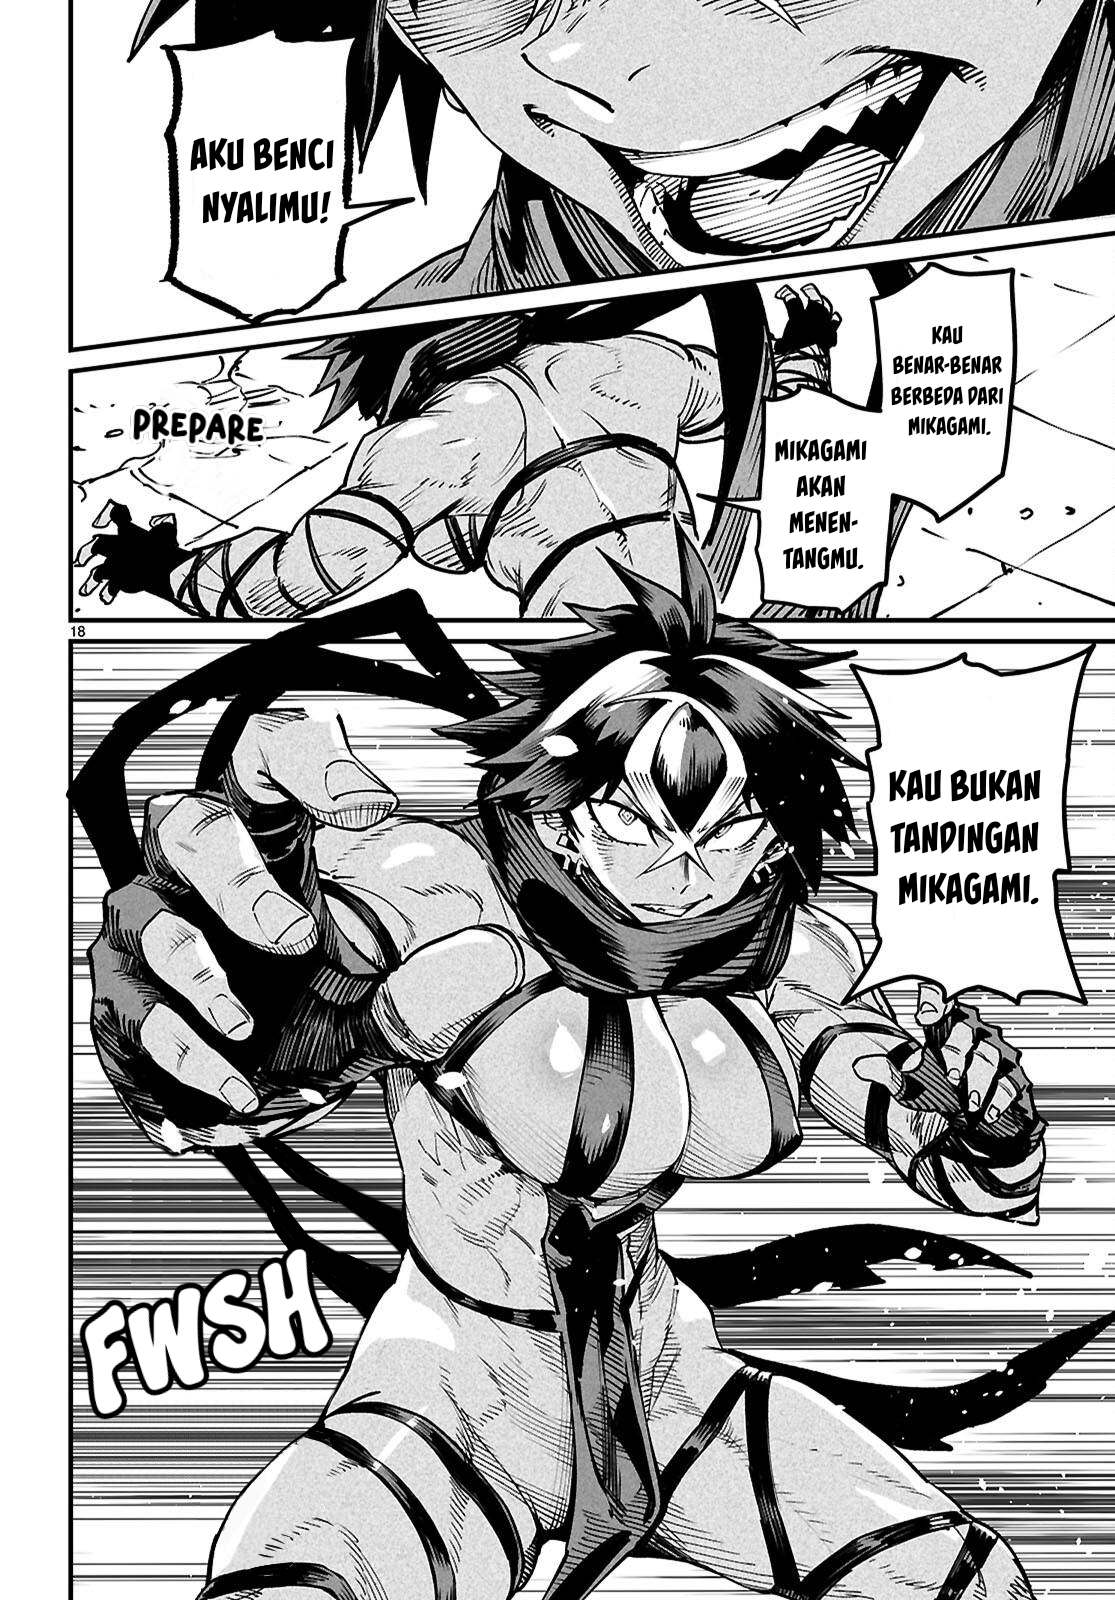 AKU BENCI
NYALIMU!
KAU
BENAR-BENAR
BERBEDA DARI
MIKAGAMI.
MIKAGAMI
AKAN
MENEN-
TANGMU.
PREPARE
18
KAU BUKAN
TANDINGAN
MIKAGAMI.
FWSH